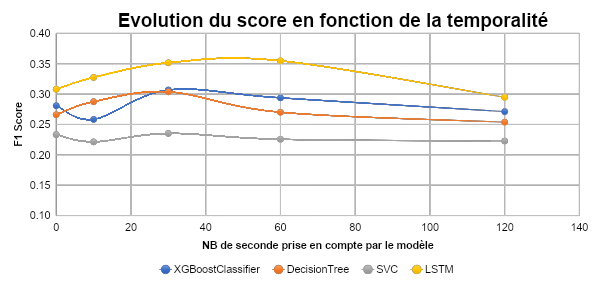 Evolution du score en fonction de la temporalité
0.40
0.35
0.30
0.25
0.20
0.15
0.10
F1 Score
0 20 40 60 80 100 120 140
NB de seconde prise en compte par le modèle
XGBoostClassifier DecisionTree SVC LSTM